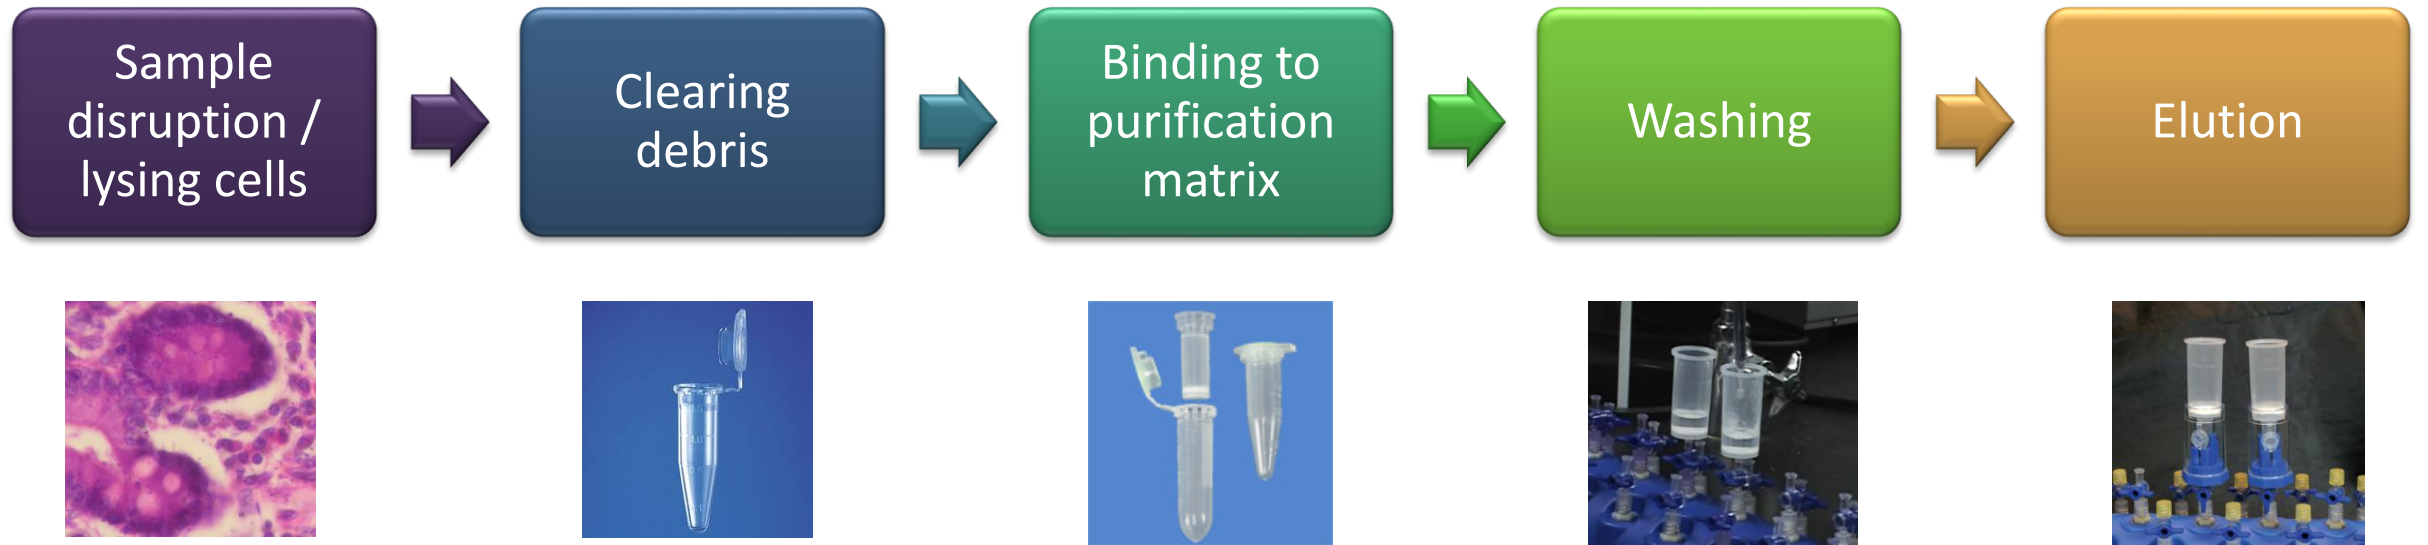 Sample
disruption /
lysing cells
Clearing
debris
Binding to
purification
matrix
Washing
Elution